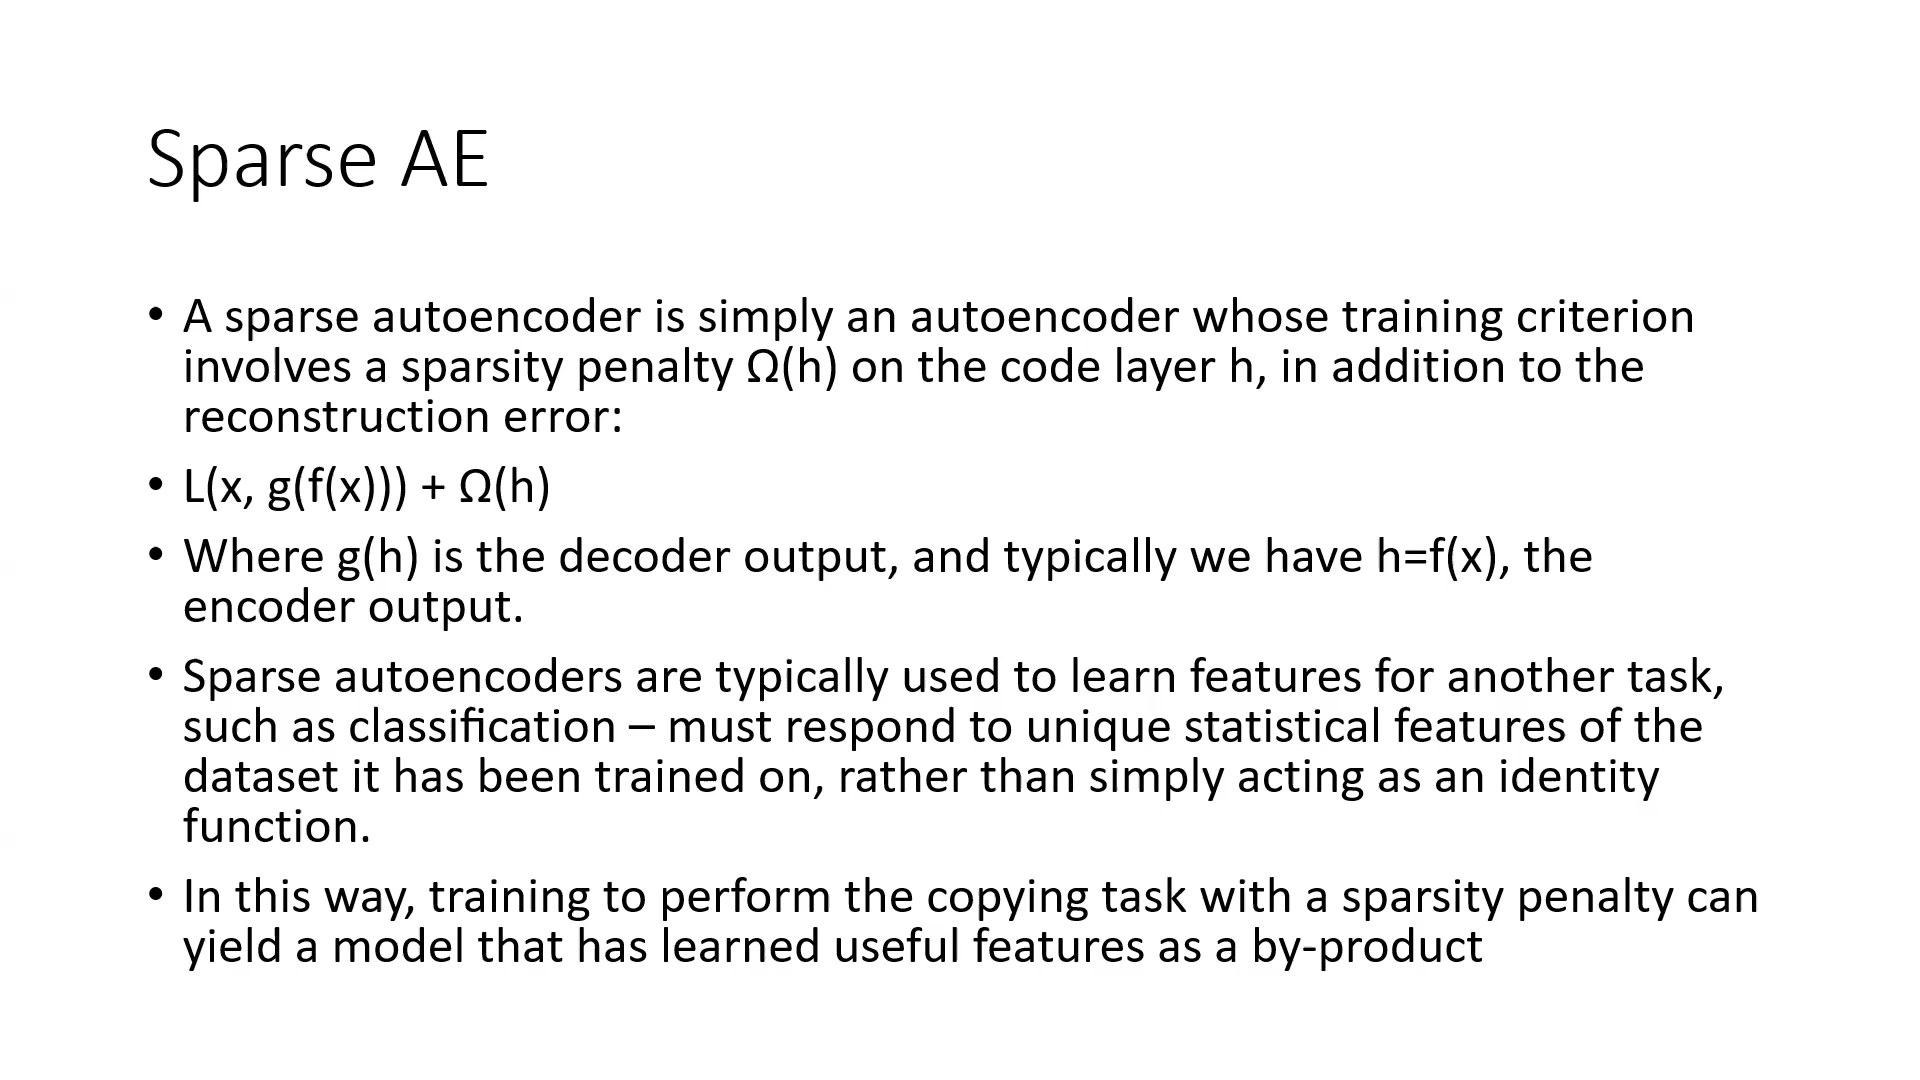 Sparse AE
• A sparse autoencoder is simply an autoencoder whose training criterion
involves a sparsity penalty Ω(h) on the code layer h, in addition to the
reconstruction error:
• L(x, g(f(x))) + Ω(h)
• Where g(h) is the decoder output, and typically we have h=f(x), the
encoder output.
• Sparse autoencoders are typically used to learn features for another task,
such as classification – must respond to unique statistical features of the
dataset it has been trained on, rather than simply acting as an identity
function.
• In this way, training to perform the copying task with a sparsity penalty can
yield a model that has learned useful features as a by-product